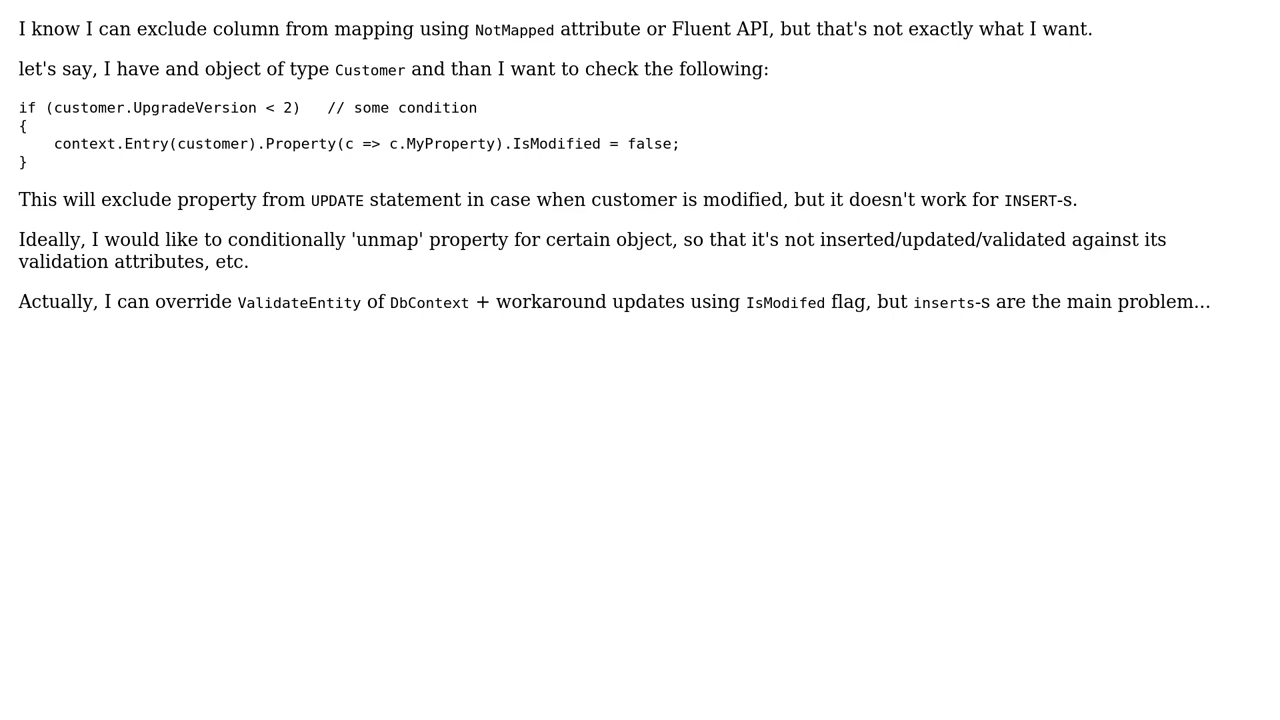 I know I can exclude column from mapping using NotMapped attribute or Fluent API, but that's not exactly what I want.
let's say, I have and object of type Customer and than I want to check the following:
if (customer.UpgradeVersion < 2)   // some condition
{
    context.Entry(customer).Property(c => c.MyProperty).IsModified = false;
}
This will exclude property from UPDATE statement in case when customer is modified, but it doesn't work for INSERT-s.
Ideally, I would like to conditionally 'unmap' property for certain object, so that it's not inserted/updated/validated against its
validation attributes, etc.
Actually, I can override ValidateEntity of DbContext + workaround updates using IsModifed flag, but inserts-s are the main problem...